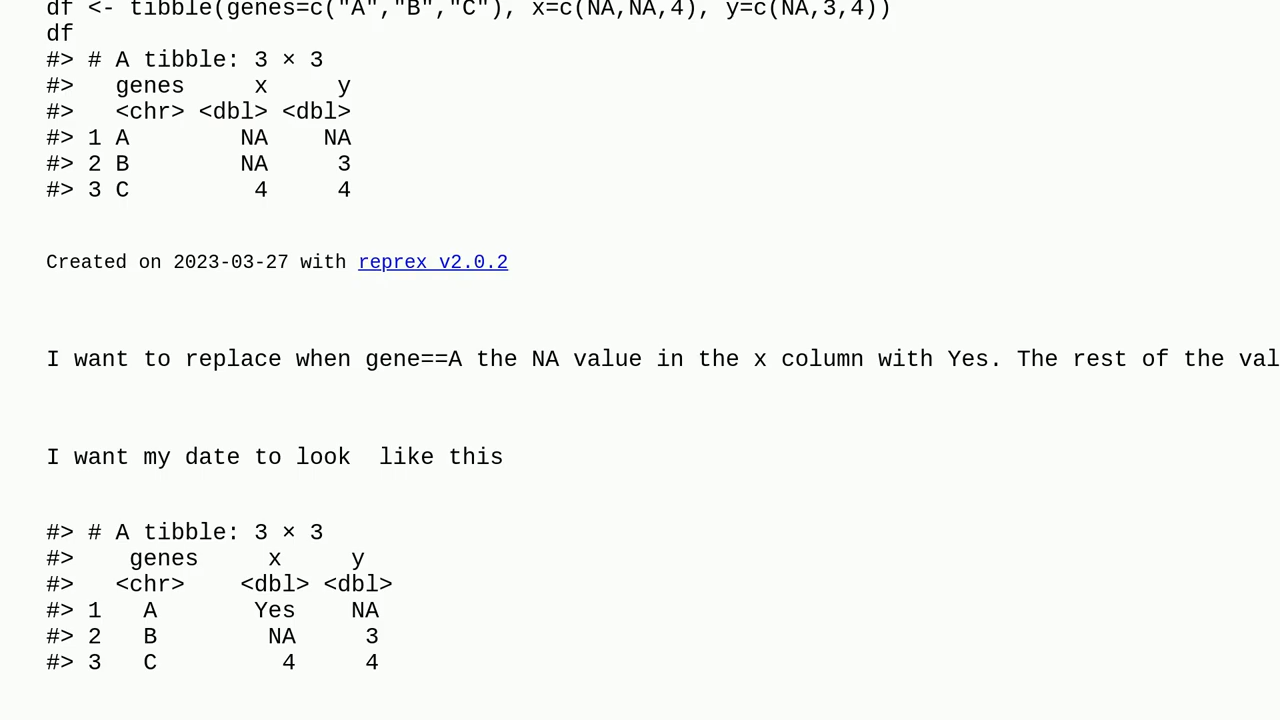 df <- tibble(genes=c("A","B","C"), x=c(NA,NA,4), y=c(NA,3,4))
df
#> # A tibble: 3 × 3
#>   genes     x     y
#>   <chr> <dbl> <dbl>
#> 1 A        NA    NA
#> 2 B        NA     3
#> 3 C         4     4
Created on 2023-03-27 with reprex v2.0.2
I want to replace when gene==A the NA value in the x column with Yes. The rest of the val
I want my date to look  like this
#> # A tibble: 3 × 3
#>    genes     x     y
#>   <chr>    <dbl> <dbl>
#> 1   A       Yes    NA
#> 2   B        NA     3
#> 3   C         4     4